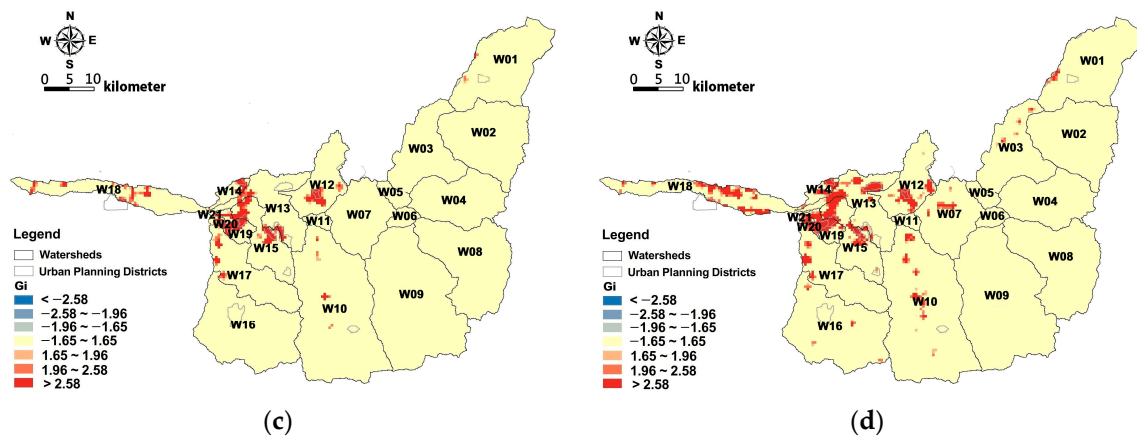 N
W E
S
0 5 10
kilometer
W01
W02
W03
W04
W05
W06
W07
W08
W09
W10
W11
W12
W13
W14
W15
W16
W17
W18
W19
W20
W21
Legend
Watersheds
Urban Planning Districts
Gi
< −2.58
−2.58 ~ −1.96
−1.96 ~ −1.65
−1.65 ~ 1.65
1.65 ~ 1.96
1.96 ~ 2.58
> 2.58
(c)
N
W E
S
0 5 10
kilometer
W01
W02
W03
W04
W05
W06
W07
W08
W09
W10
W11
W12
W13
W14
W15
W16
W17
W18
W19
W20
W21
Legend
Watersheds
Urban Planning Districts
Gi
< −2.58
−2.58 ~ −1.96
−1.96 ~ −1.65
−1.65 ~ 1.65
1.65 ~ 1.96
1.96 ~ 2.58
> 2.58
(d)